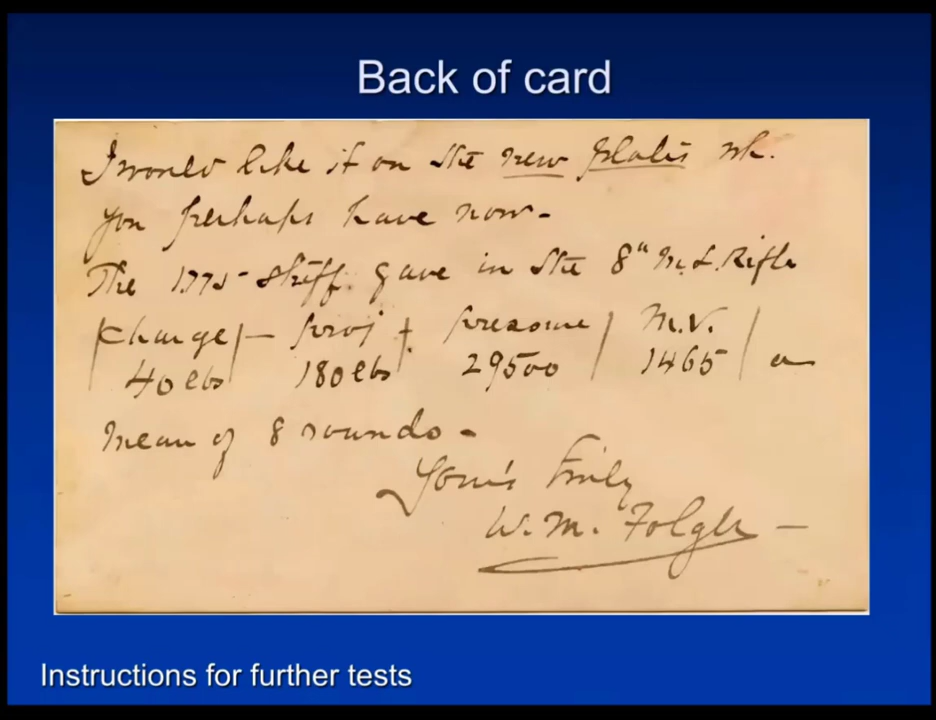 Back of card
I would like it on the new plates wh.
you perhaps have now -
The 1775 gave in the 8" M.L. Rifle
Charge - proj pressure M.V.
40 lbs 180 lbs 29500 1465 a
mean of 8 rounds -
Yours Truly
W. M. Folger -
Instructions for further tests